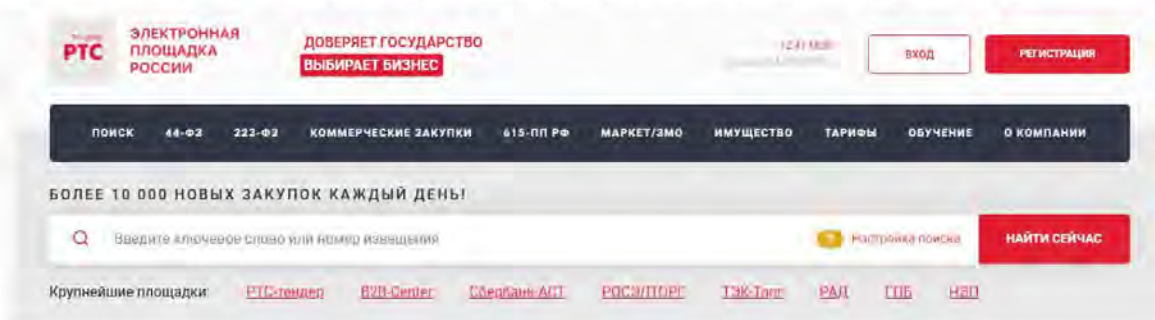 РТС
ЭЛЕКТРОННАЯ
ПЛОЩАДКА
РОССИИ
ДОВЕРЯЕТ ГОСУДАРСТВО
ВЫБИРАЕТ БИЗНЕС
ВХОД
РЕГИСТРАЦИЯ
ПОИСК 44-ФЗ 223-ФЗ КОММЕРЧЕСКИЕ ЗАКУПКИ 615-ПП РФ МАРКЕТ/ЗМО ИМУЩЕСТВО ТАРИФЫ ОБУЧЕНИЕ О КОМПАНИИ
БОЛЕЕ 10 000 НОВЫХ ЗАКУПОК КАЖДЫЙ ДЕНЬ!
Введите ключевое слово или номер извещения Настройка поиска НАЙТИ СЕЙЧАС
Крупнейшие площадки: РТС-тендер B2B-Center Сбербанк-АСТ РОСЭЛТОРГ ТЭК-Торг РАД ГПБ НЭП